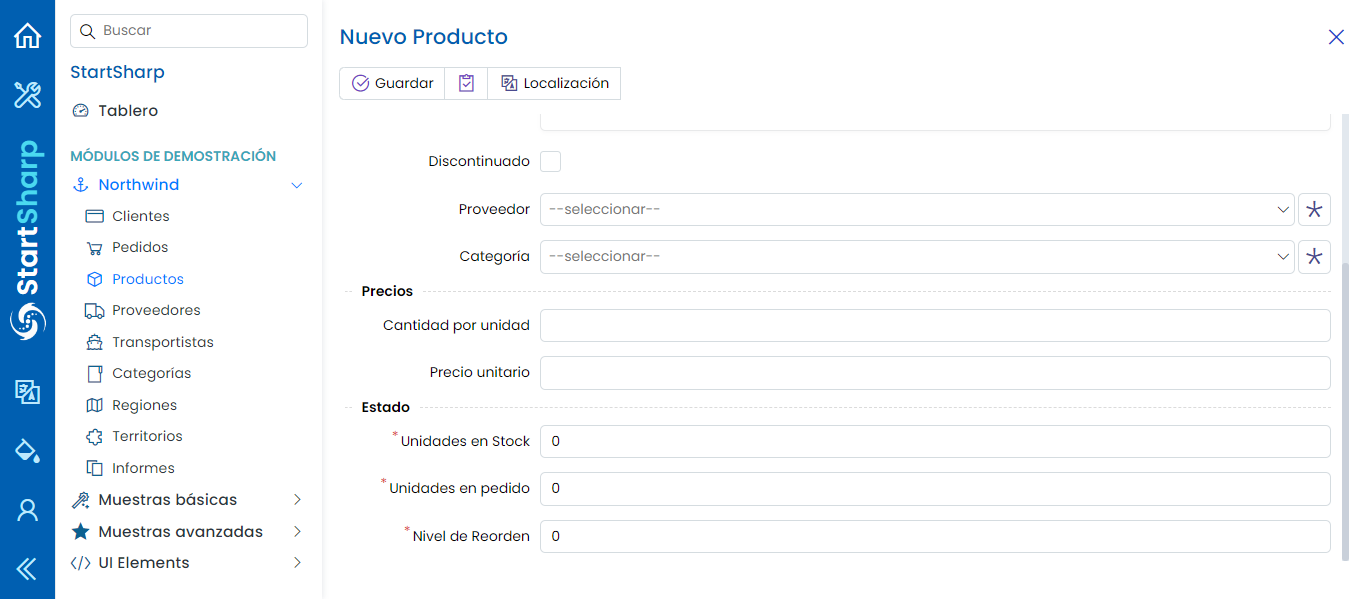 StartSharp
Buscar
StartSharp
Tablero
MÓDULOS DE DEMOSTRACIÓN
Northwind
Clientes
Pedidos
Productos
Proveedores
Transportistas
Categorías
Regiones
Territorios
Informes
Muestras básicas
Muestras avanzadas
UI Elements
Nuevo Producto
Guardar
Localización
Discontinuado
Proveedor --seleccionar--
Categoría --seleccionar--
Precios
Cantidad por unidad
Precio unitario
Estado
*Unidades en Stock 0
*Unidades en pedido 0
*Nivel de Reorden 0